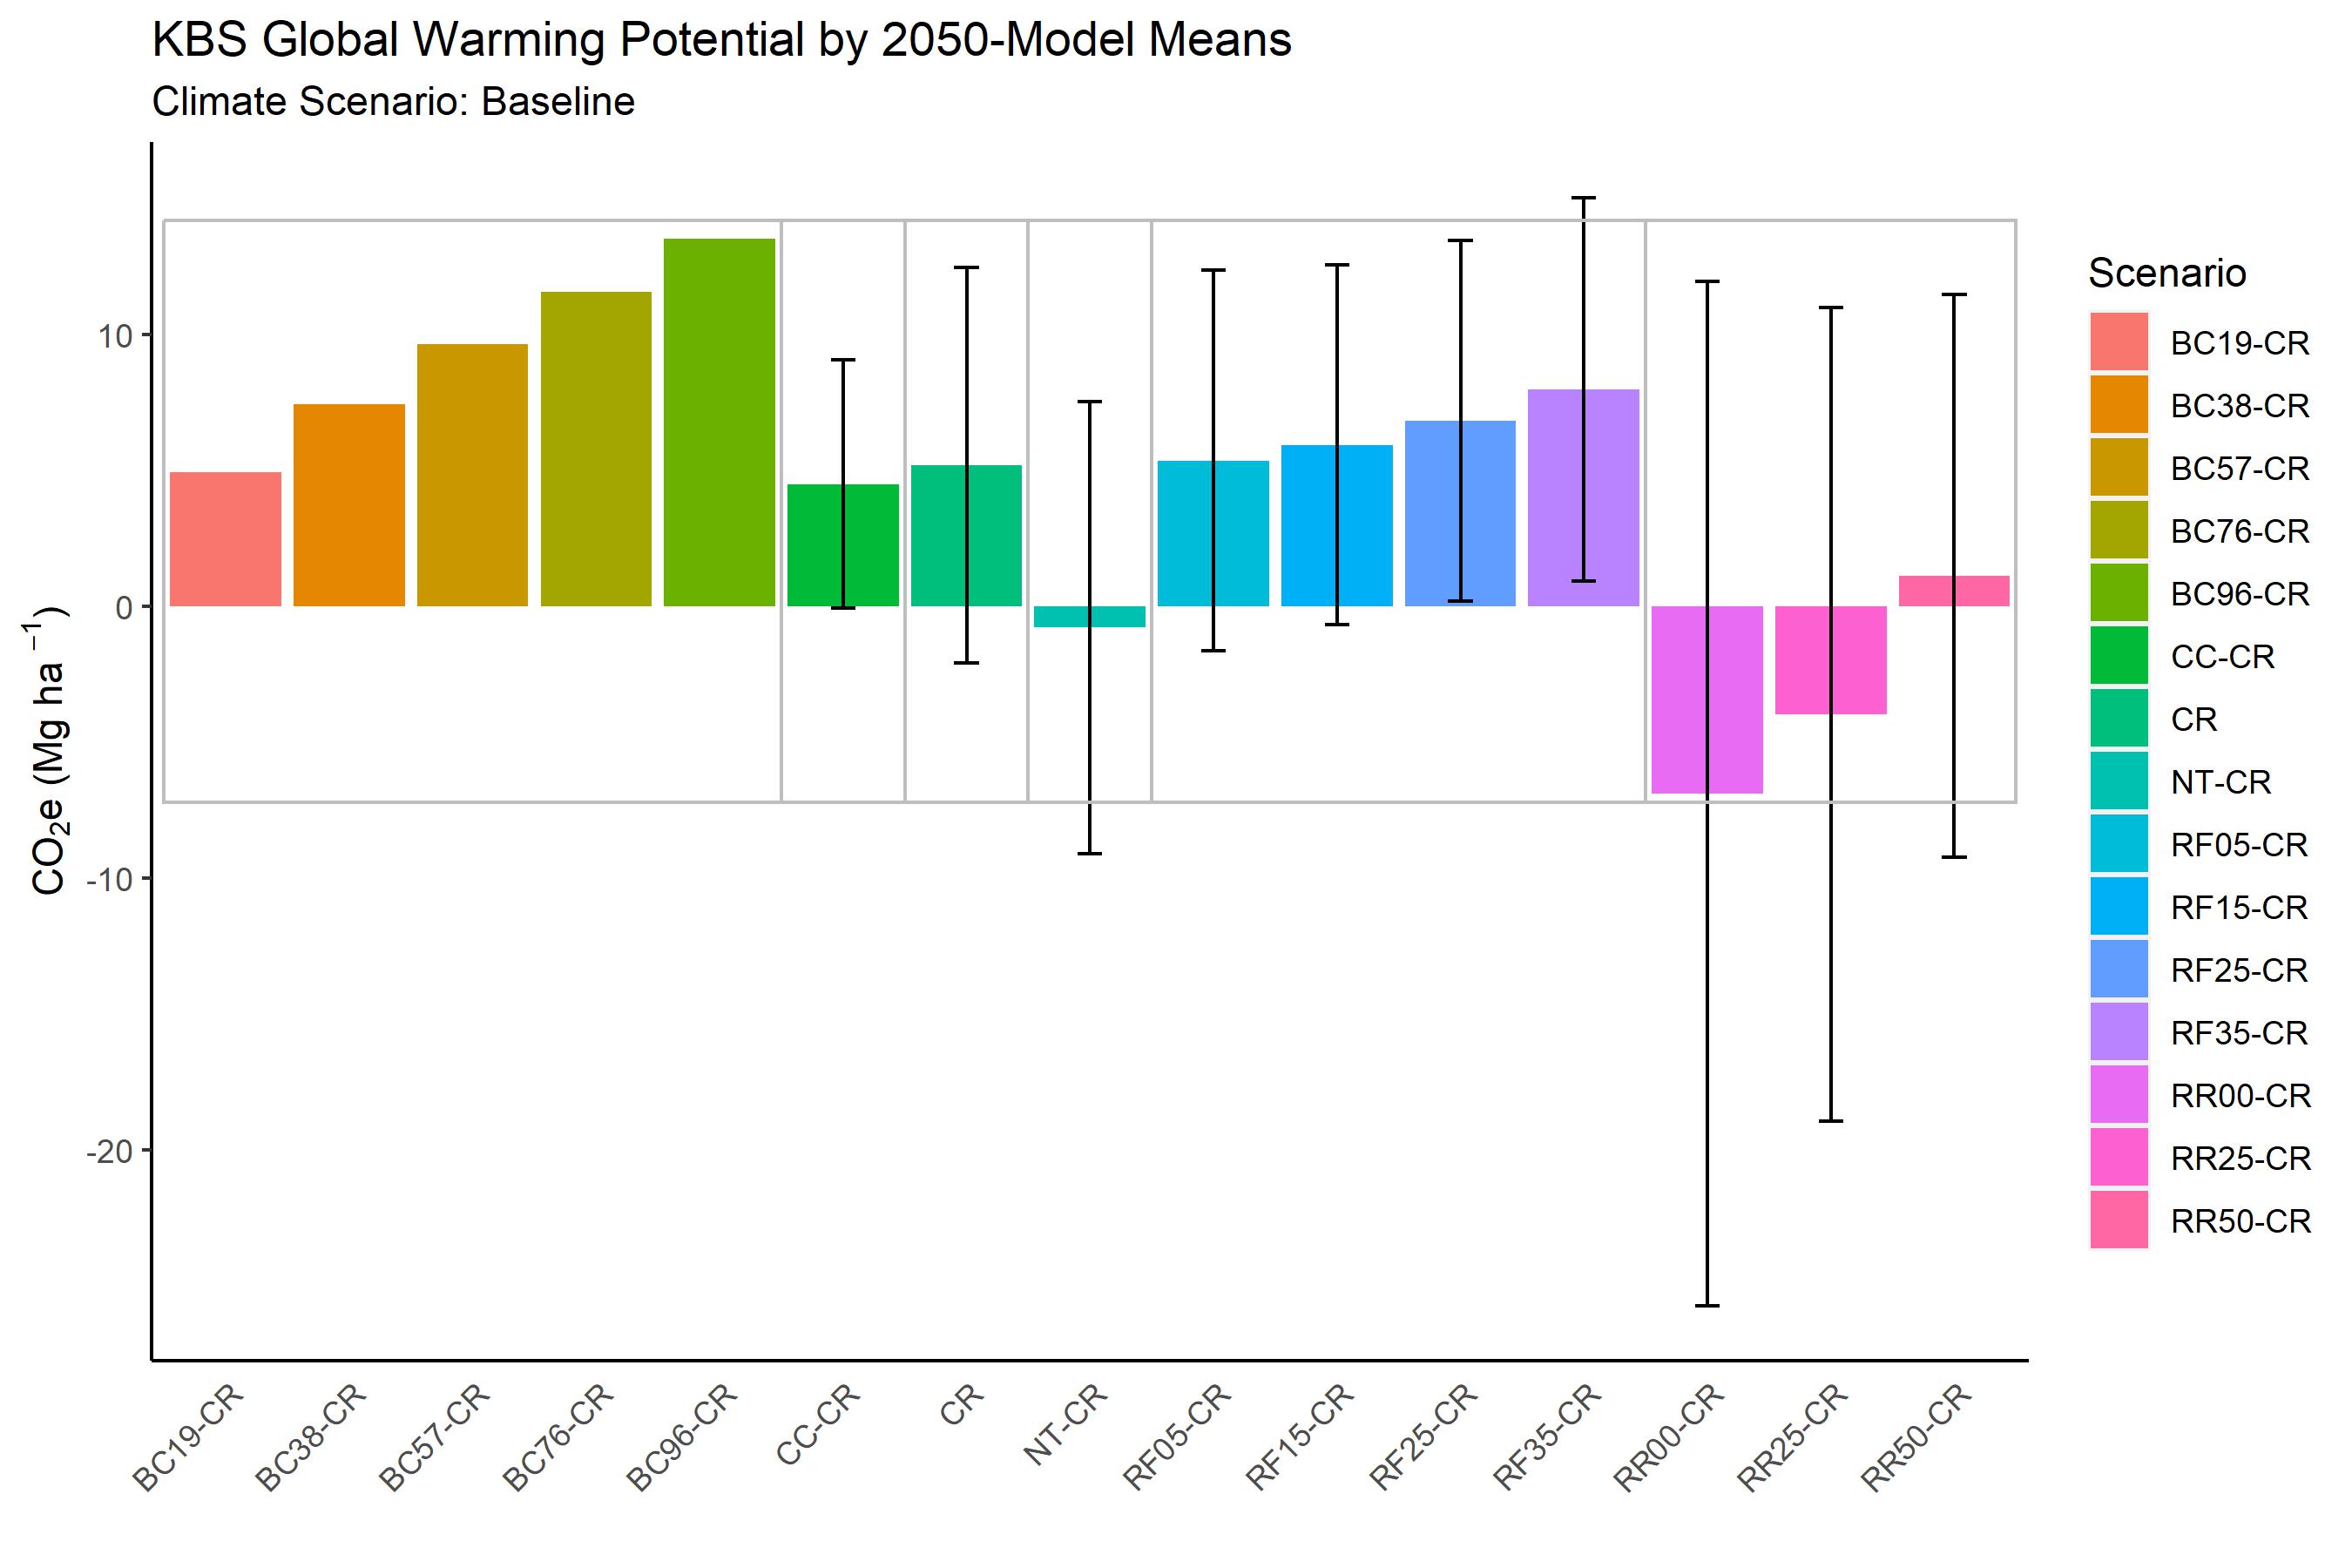 KBS Global Warming Potential by 2050-Model Means
Climate Scenario: Baseline
CO₂e (Mg ha ⁻¹)
10
0
-10
-20
BC19-CR
BC38-CR
BC57-CR
BC76-CR
BC96-CR
CC-CR
CR
NT-CR
RF05-CR
RF15-CR
RF25-CR
RF35-CR
RR00-CR
RR25-CR
RR50-CR
Scenario
BC19-CR
BC38-CR
BC57-CR
BC76-CR
BC96-CR
CC-CR
CR
NT-CR
RF05-CR
RF15-CR
RF25-CR
RF35-CR
RR00-CR
RR25-CR
RR50-CR